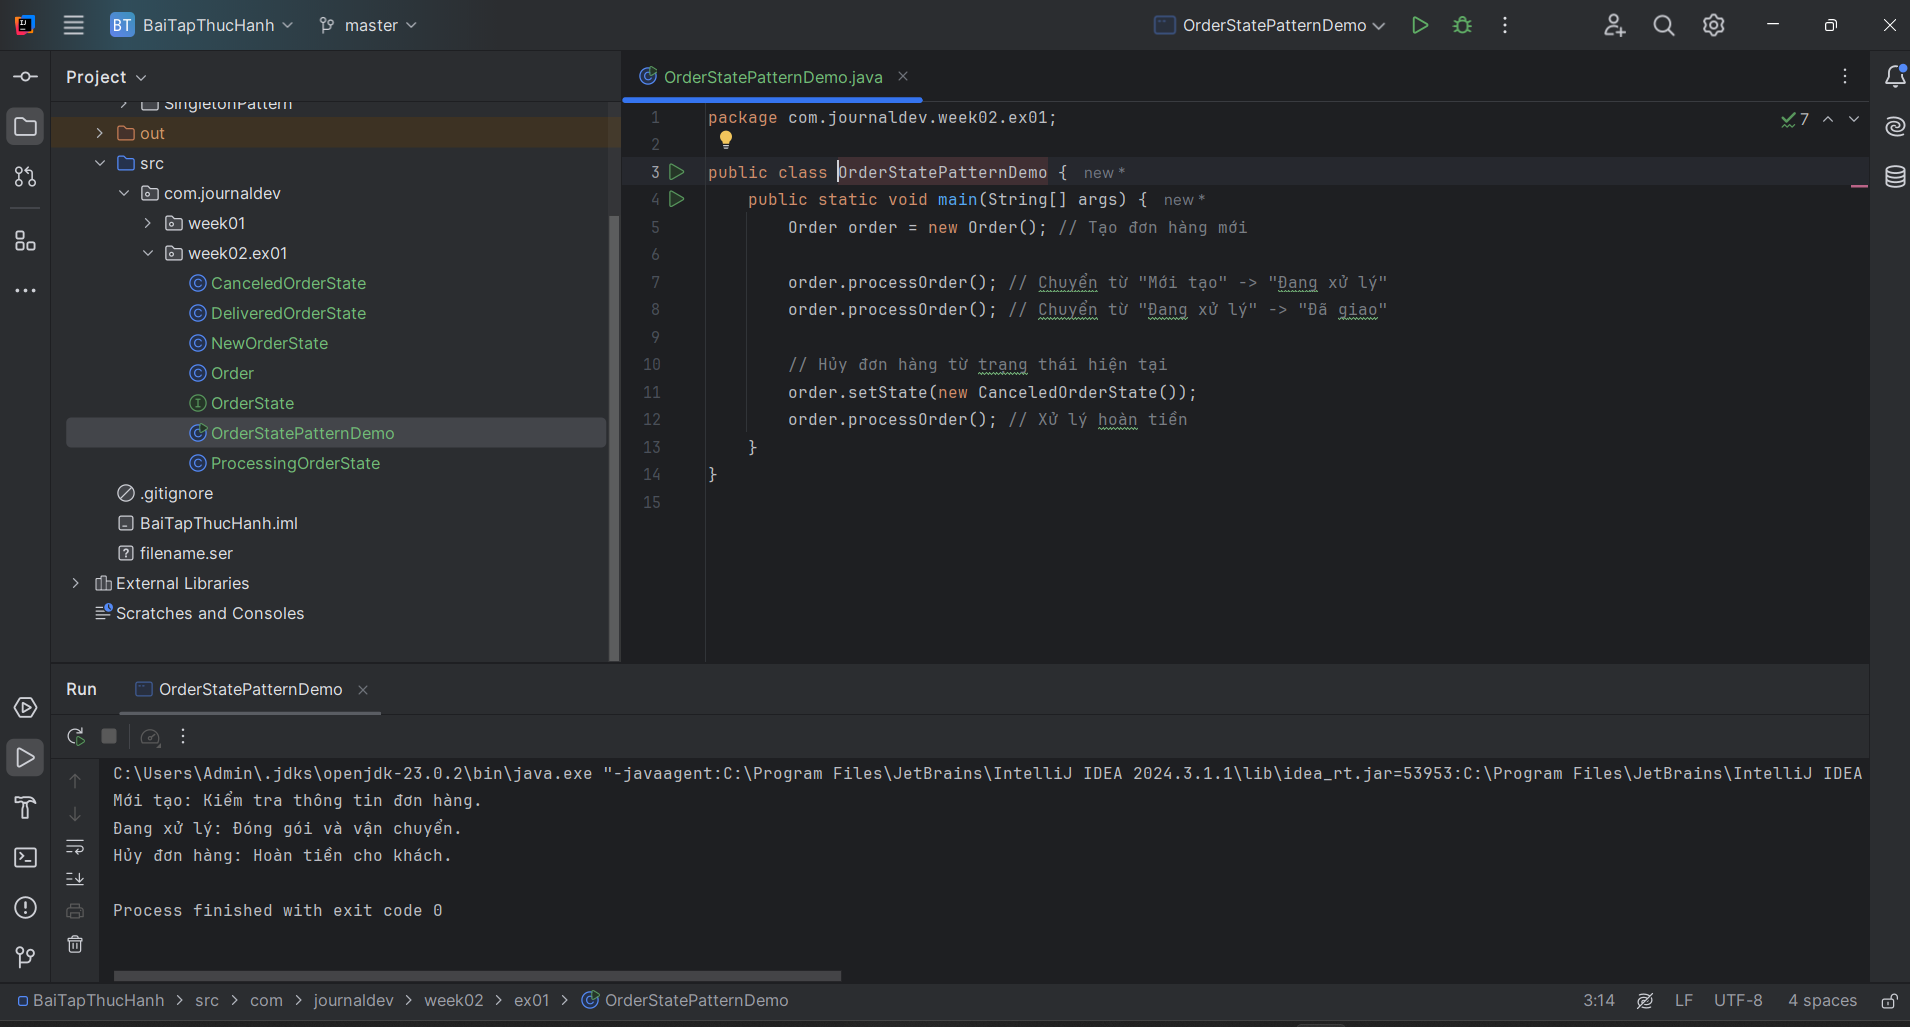 BT BaiTapThucHanh master OrderStatePatternDemo
Project
SingletonPattern
out
src
com.journaldev
week01
week02.ex01
CanceledOrderState
DeliveredOrderState
NewOrderState
Order
OrderState
OrderStatePatternDemo
ProcessingOrderState
.gitignore
BaiTapThucHanh.iml
filename.ser
External Libraries
Scratches and Consoles
OrderStatePatternDemo.java
7
1 package com.journaldev.week02.ex01;
2
3 public class OrderStatePatternDemo { new *
4 public static void main(String[] args) { new *
5 Order order = new Order(); // Tạo đơn hàng mới
6
7 order.processOrder(); // Chuyển từ "Mới tạo" -> "Đang xử lý"
8 order.processOrder(); // Chuyển từ "Đang xử lý" -> "Đã giao"
9
10 // Hủy đơn hàng từ trạng thái hiện tại
11 order.setState(new CanceledOrderState());
12 order.processOrder(); // Xử lý hoàn tiền
13 }
14 }
15
Run OrderStatePatternDemo
C:\Users\Admin\.jdks\openjdk-23.0.2\bin\java.exe "-javaagent:C:\Program Files\JetBrains\IntelliJ IDEA 2024.3.1.1\lib\idea_rt.jar=53953:C:\Program Files\JetBrains\IntelliJ IDEA
Mới tạo: Kiểm tra thông tin đơn hàng.
Đang xử lý: Đóng gói và vận chuyển.
Hủy đơn hàng: Hoàn tiền cho khách.
Process finished with exit code 0
BaiTapThucHanh > src > com > journaldev > week02 > ex01 > OrderStatePatternDemo 3:14 LF UTF-8 4 spaces